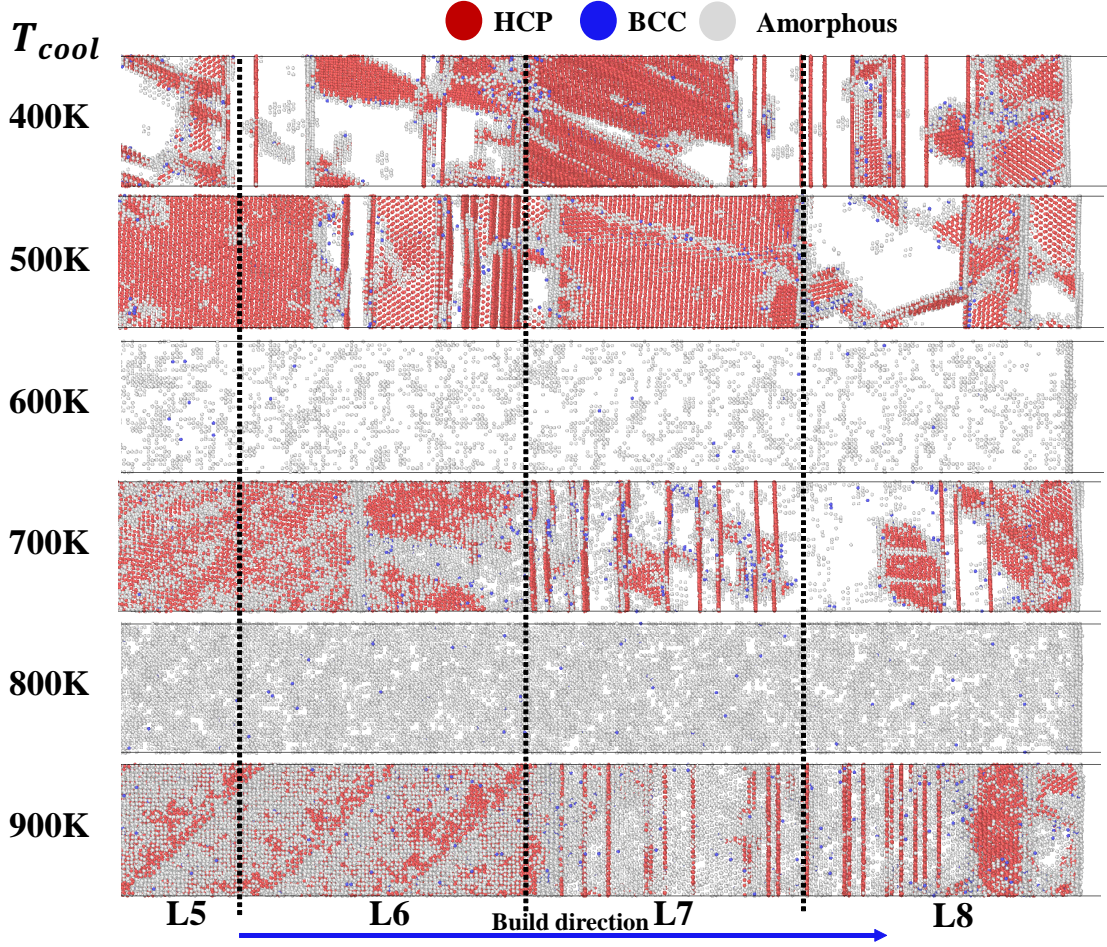 HCP BCC Amorphous
T_cool
400K
500K
600K
700K
800K
900K
L5 L6 L7 L8
Build direction